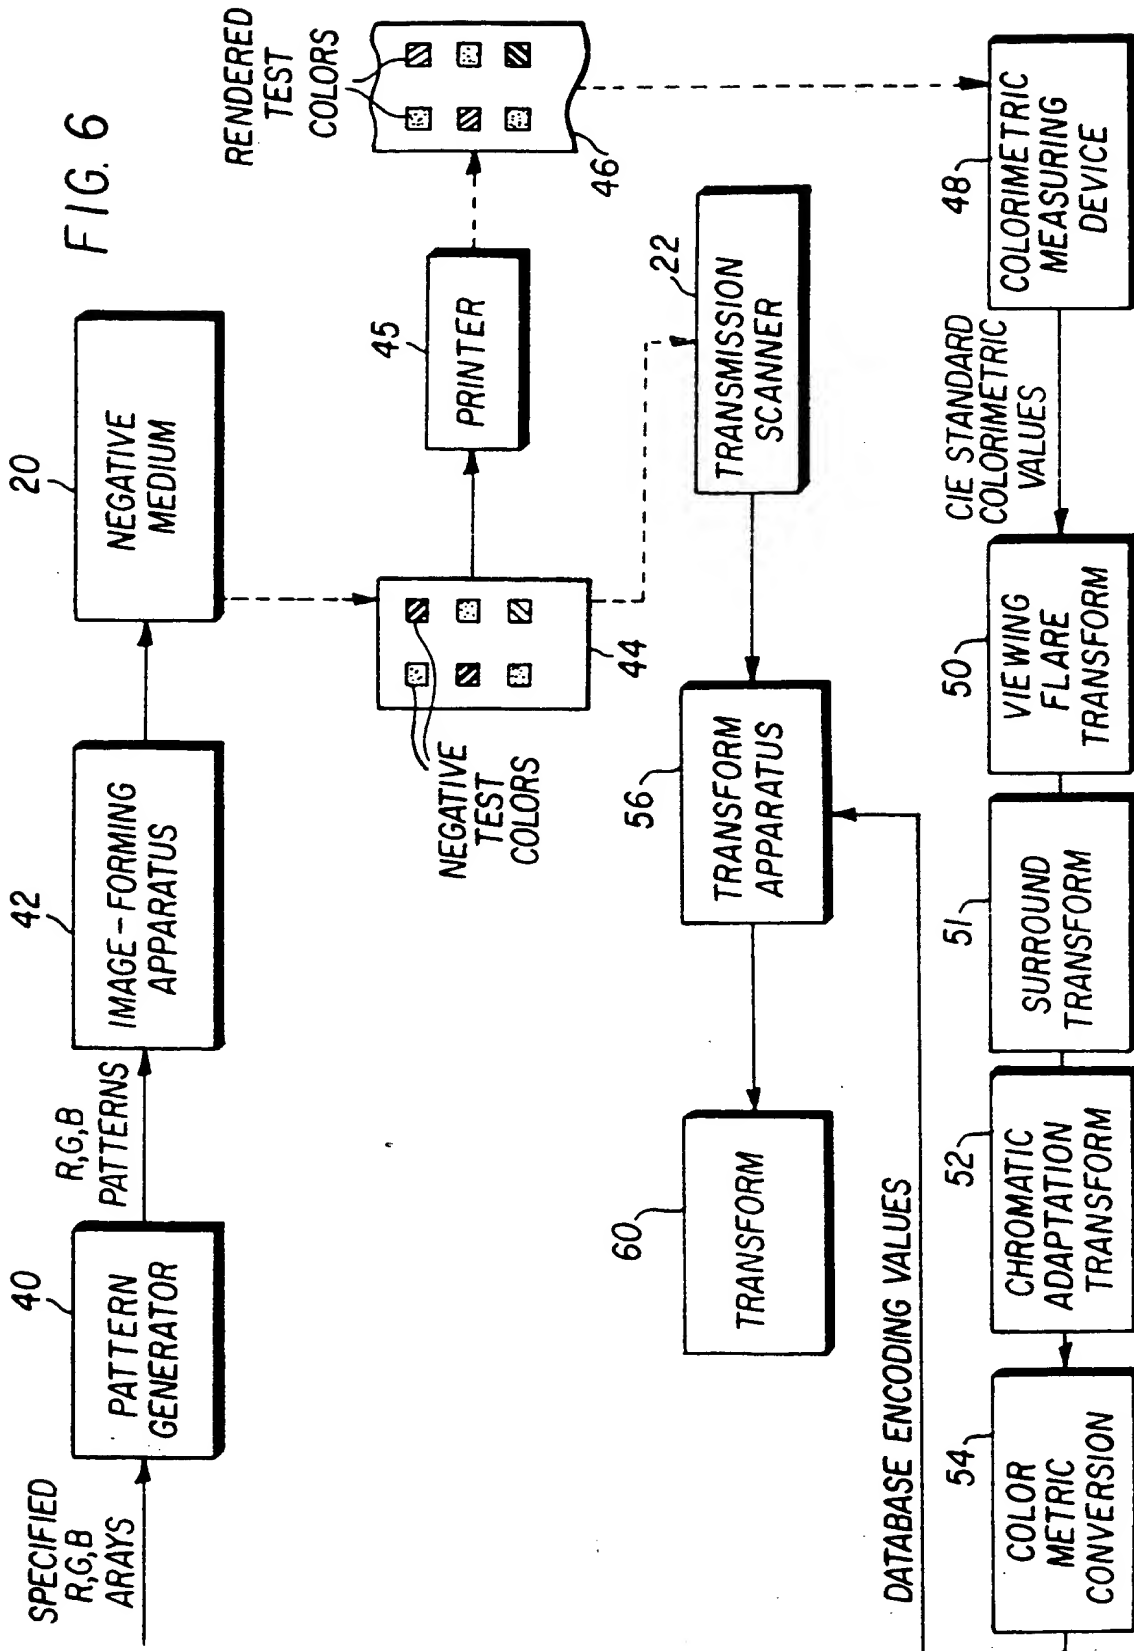 FIG. 6
SPECIFIED
R,G,B
ARAYS
40
PATTERN
GENERATOR
R,G,B
PATTERNS
42
IMAGE-FORMING
APPARATUS
20
NEGATIVE
MEDIUM
NEGATIVE
TEST
COLORS
44
45
PRINTER
RENDERED
TEST
COLORS
46
22
TRANSMISSION
SCANNER
56
TRANSFORM
APPARATUS
60
TRANSFORM
48
COLORIMETRIC
MEASURING
DEVICE
CIE STANDARD
COLORIMETRIC
VALUES
50
VIEWING
FLARE
TRANSFORM
51
SURROUND
TRANSFORM
52
CHROMATIC
ADAPTATION
TRANSFORM
54
COLOR
METRIC
CONVERSION
DATABASE ENCODING VALUES